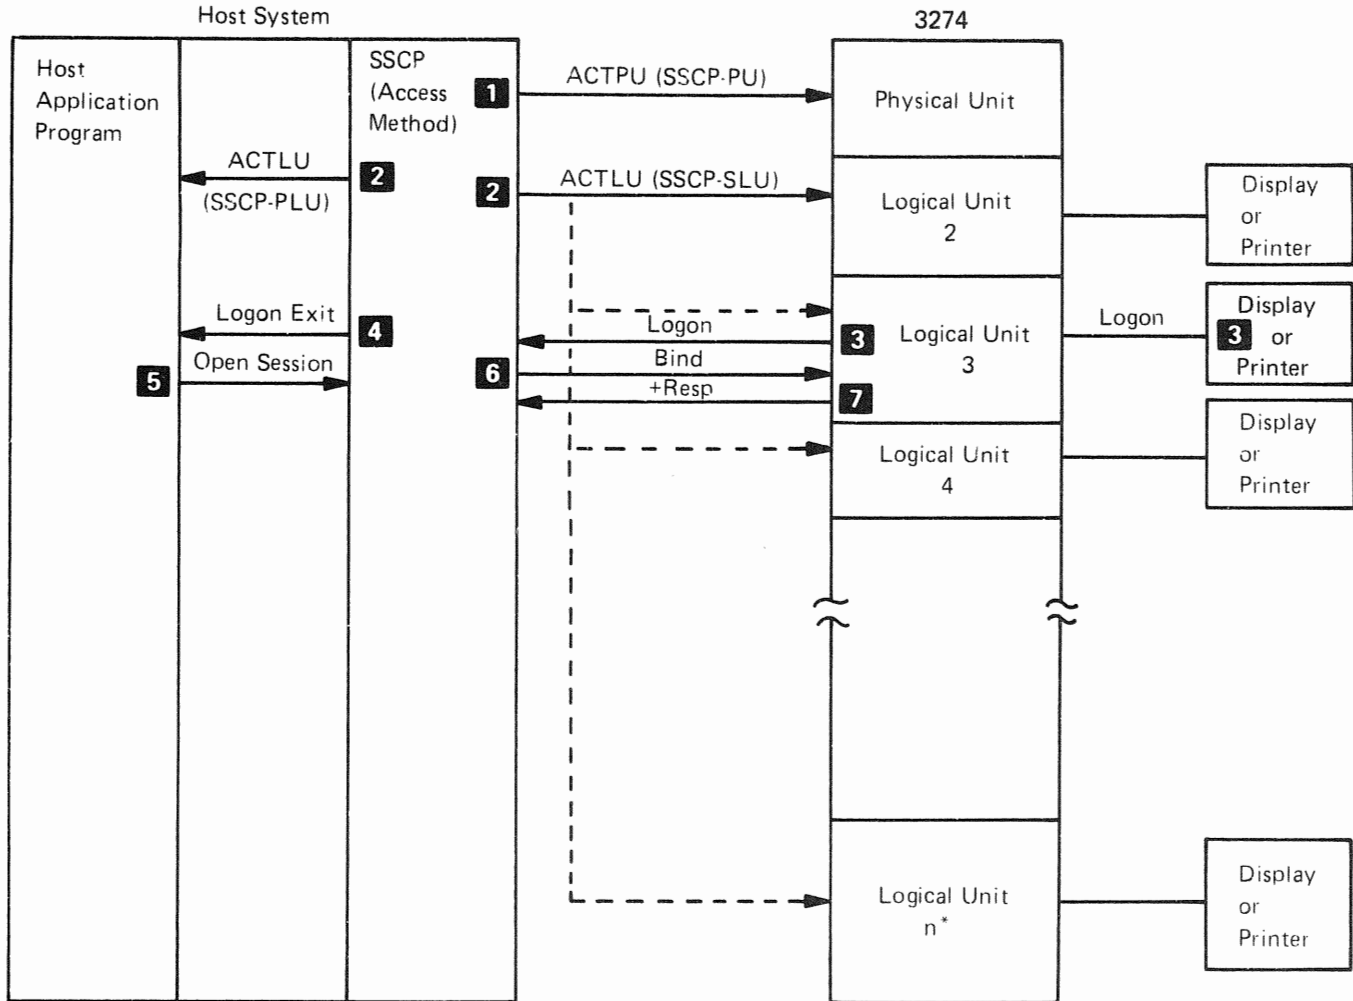 Host System
3274
Host
Application
Program
SSCP
(Access
Method)
1
ACTPU (SSCP-PU)
Physical Unit
ACTLU
2
(SSCP-PLU)
2
ACTLU (SSCP-SLU)
Logical Unit
2
Display
or
Printer
Logon Exit
4
Open Session
5
6
Logon
3
Bind
+Resp
7
Logical Unit
3
Logon
Display
3 or
Printer
Logical Unit
4
Display
or
Printer
Logical Unit
n*
Display
or
Printer